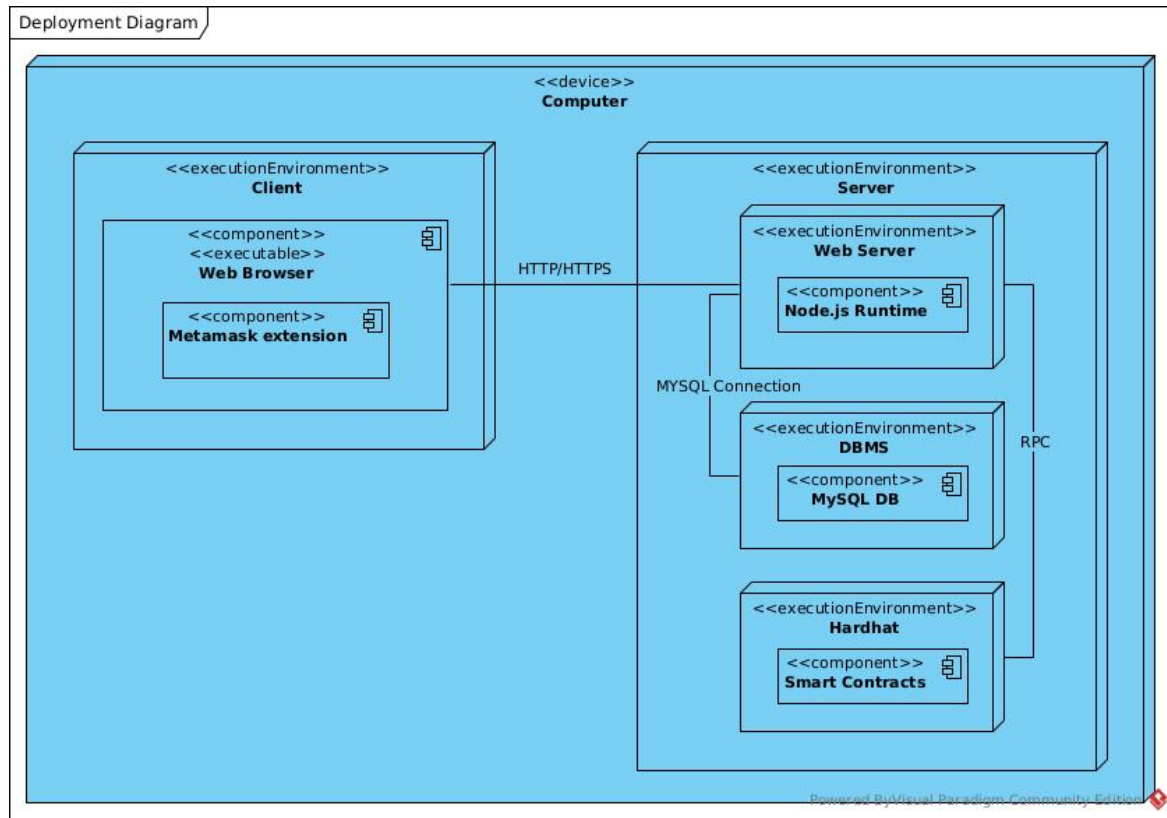 Deployment Diagram
<<device>>
Computer
<<executionEnvironment>>
Client
<<component>>
<<executable>>
Web Browser
<<component>>
Metamask extension
HTTP/HTTPS
<<executionEnvironment>>
Server
<<executionEnvironment>>
Web Server
<<component>>
Node.js Runtime
MYSQL Connection
<<executionEnvironment>>
DBMS
<<component>>
MySQL DB
RPC
<<executionEnvironment>>
Hardhat
<<component>>
Smart Contracts
Powered ByVisual Paradigm Community Edition